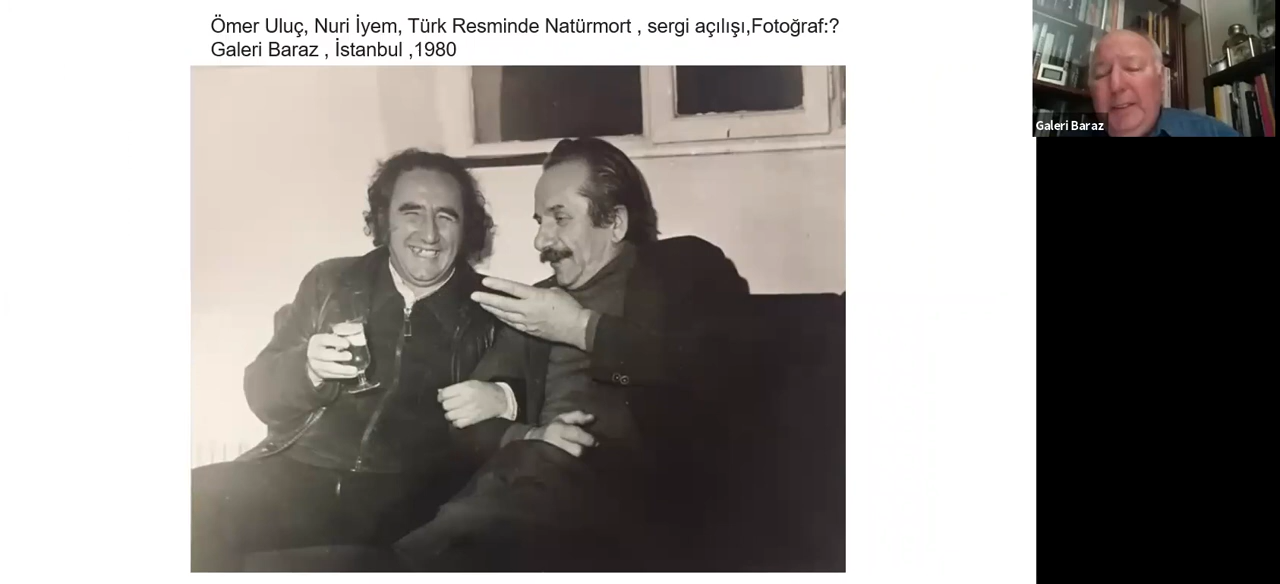 Ömer Uluç, Nuri İyem, Türk Resminde Natürmort , sergi açılışı,Fotoğraf:?
Galeri Baraz , İstanbul ,1980
Galeri Baraz